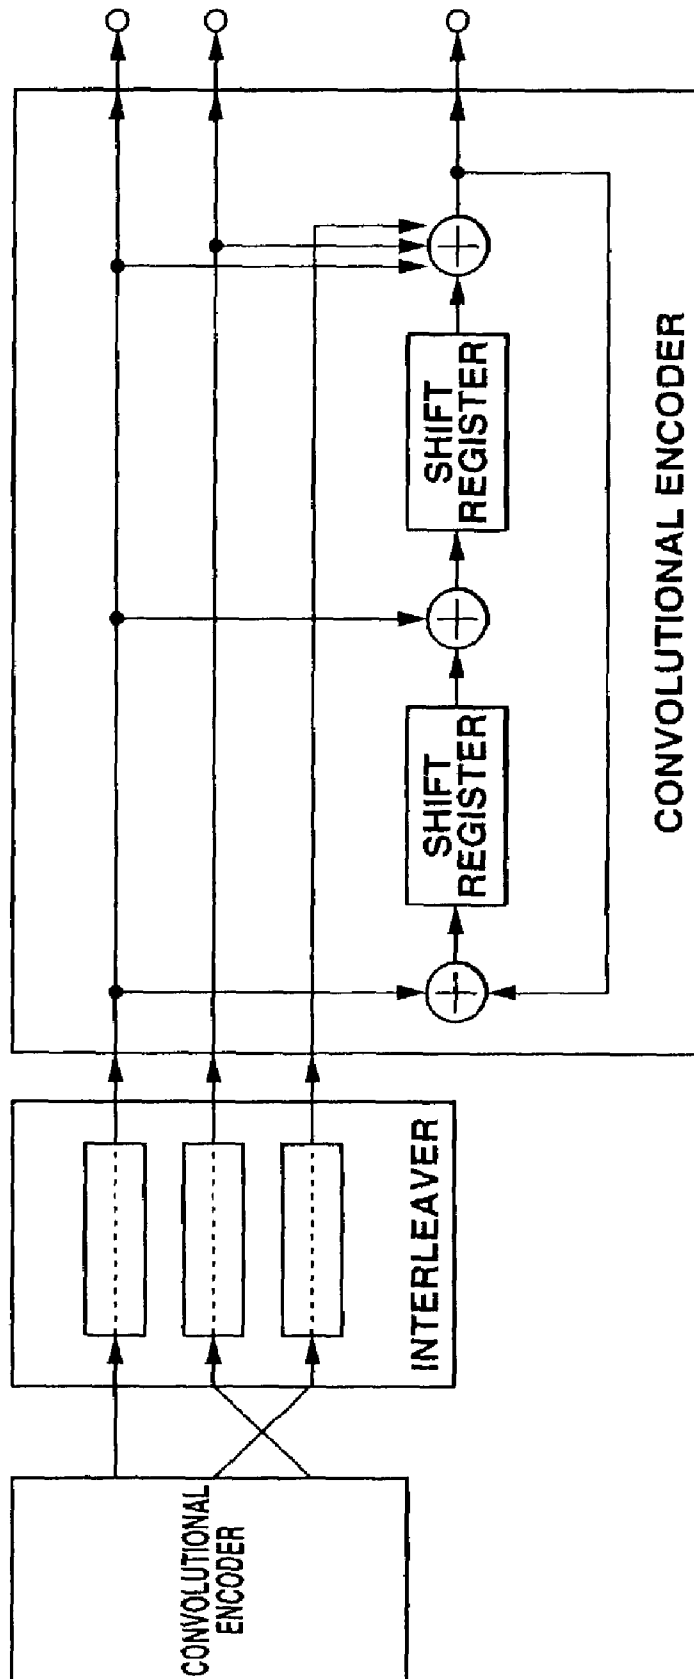 CONVOLUTIONAL
ENCODER
INTERLEAVER
SHIFT
REGISTER
SHIFT
REGISTER
CONVOLUTIONAL ENCODER